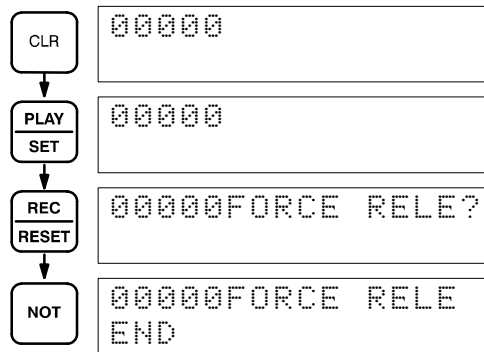 CLR
00000
PLAY
SET
00000
REC
RESET
00000FORCE RELE?
NOT
00000FORCE RELE
END